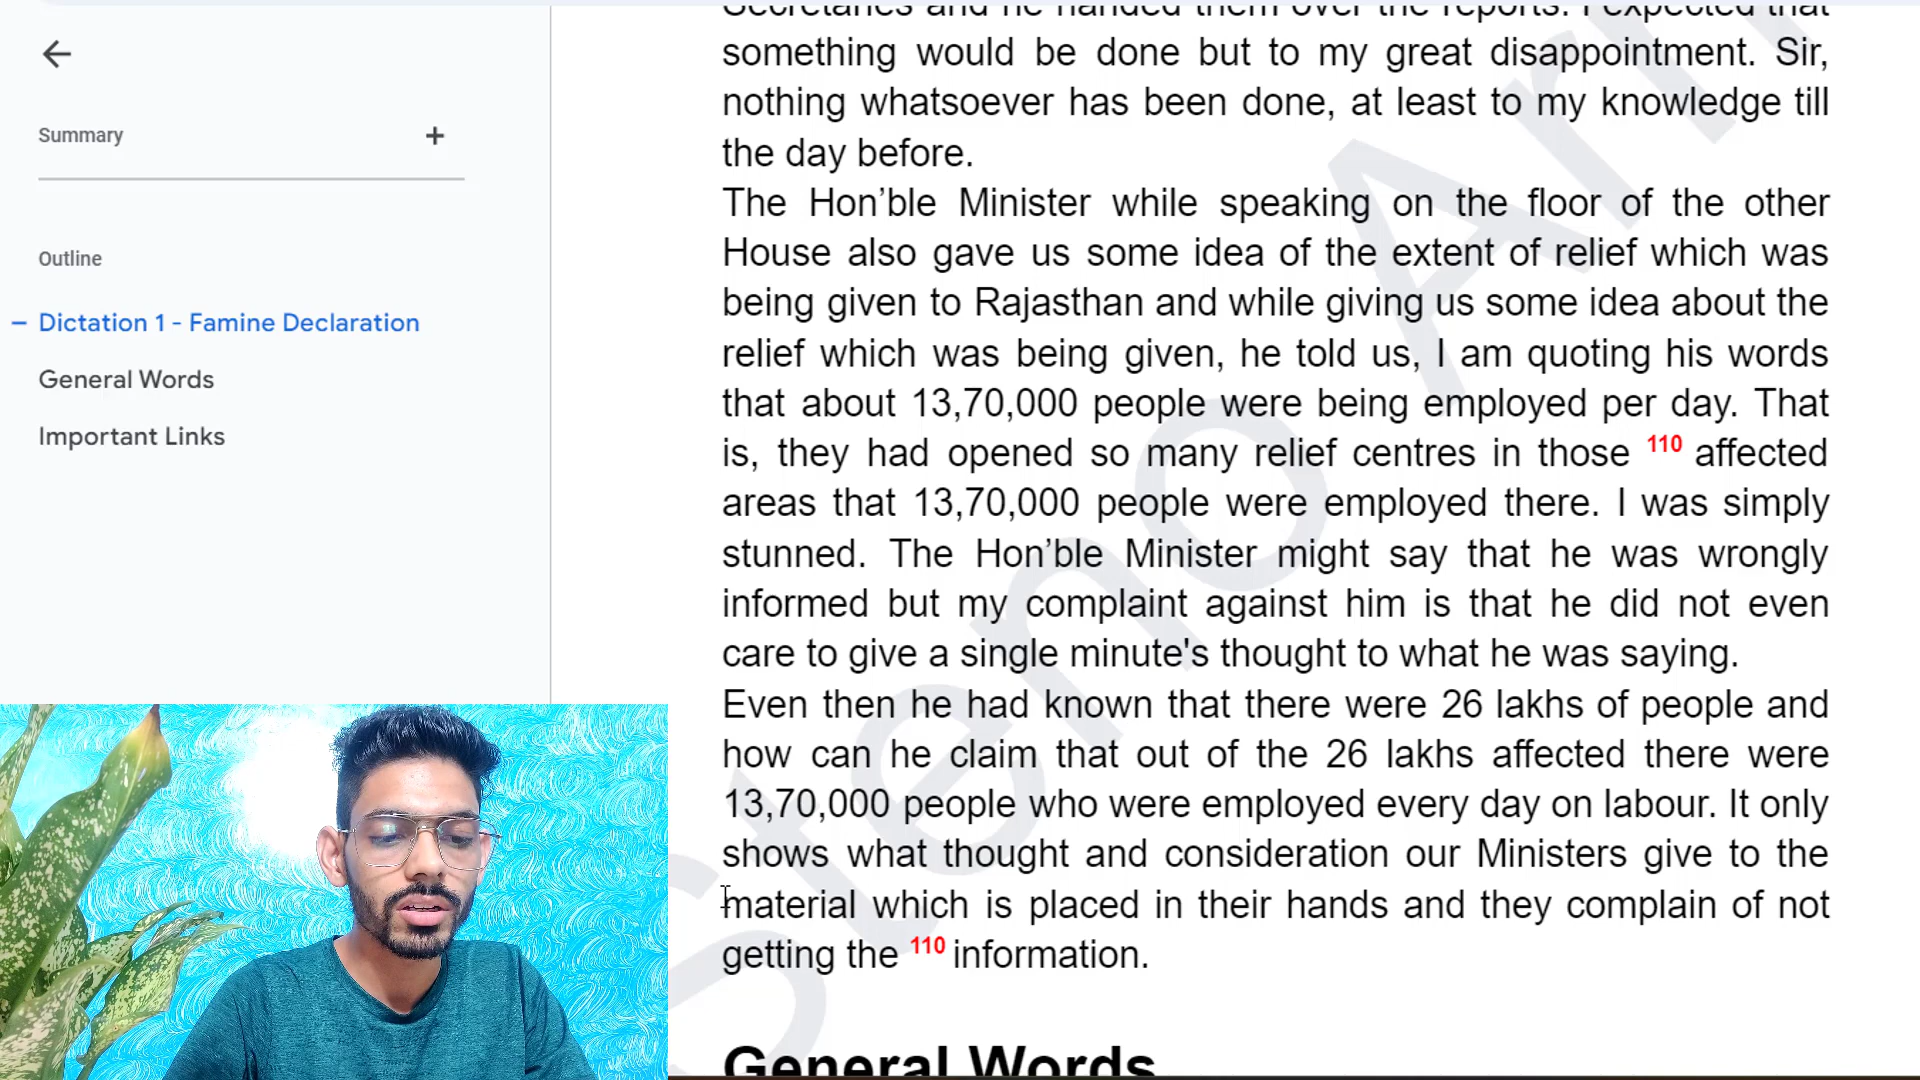 Summary
+
Outline
– Dictation 1 - Famine Declaration
General Words
Important Links
Secretaries and he handed them over the reports. I expected that
something would be done but to my great disappointment. Sir,
nothing whatsoever has been done, at least to my knowledge till
the day before.
The Hon’ble Minister while speaking on the floor of the other
House also gave us some idea of the extent of relief which was
being given to Rajasthan and while giving us some idea about the
relief which was being given, he told us, I am quoting his words
that about 13,70,000 people were being employed per day. That
is, they had opened so many relief centres in those 110 affected
areas that 13,70,000 people were employed there. I was simply
stunned. The Hon’ble Minister might say that he was wrongly
informed but my complaint against him is that he did not even
care to give a single minute's thought to what he was saying.
Even then he had known that there were 26 lakhs of people and
how can he claim that out of the 26 lakhs affected there were
13,70,000 people who were employed every day on labour. It only
shows what thought and consideration our Ministers give to the
material which is placed in their hands and they complain of not
getting the 110 information.
General Words
Steno